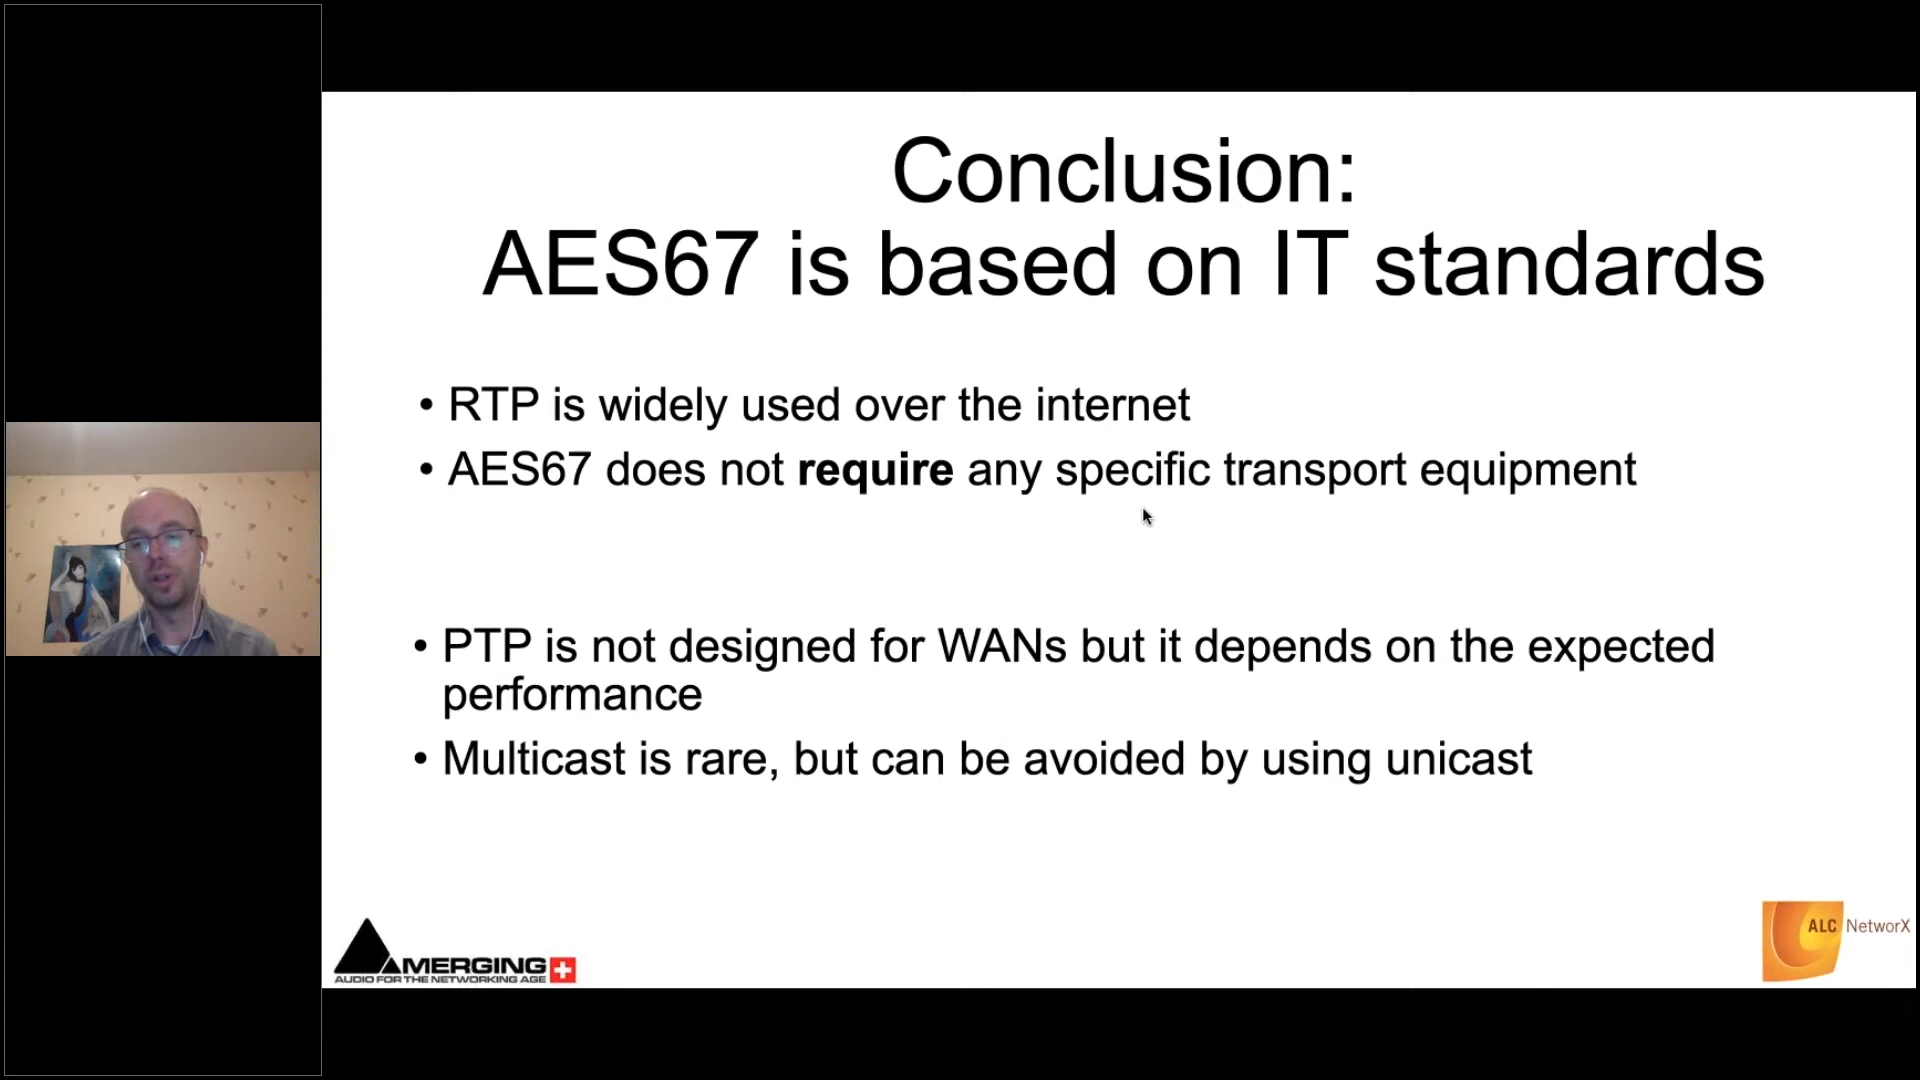 Conclusion:
AES67 is based on IT standards
• RTP is widely used over the internet
• AES67 does not require any specific transport equipment
• PTP is not designed for WANs but it depends on the expected
performance
• Multicast is rare, but can be avoided by using unicast
MERGING
AUDIO FOR THE NETWORKING AGE
ALC NetworX